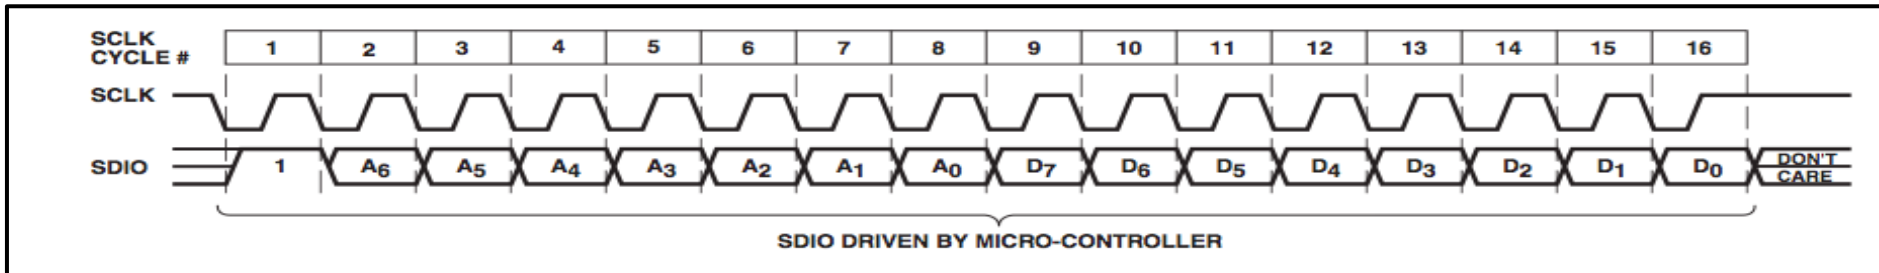 SCLK
CYCLE # 1 2 3 4 5 6 7 8 9 10 11 12 13 14 15 16
SCLK
SDIO 1 A6 A5 A4 A3 A2 A1 A0 D7 D6 D5 D4 D3 D2 D1 D0 DON'T
CARE
SDIO DRIVEN BY MICRO-CONTROLLER